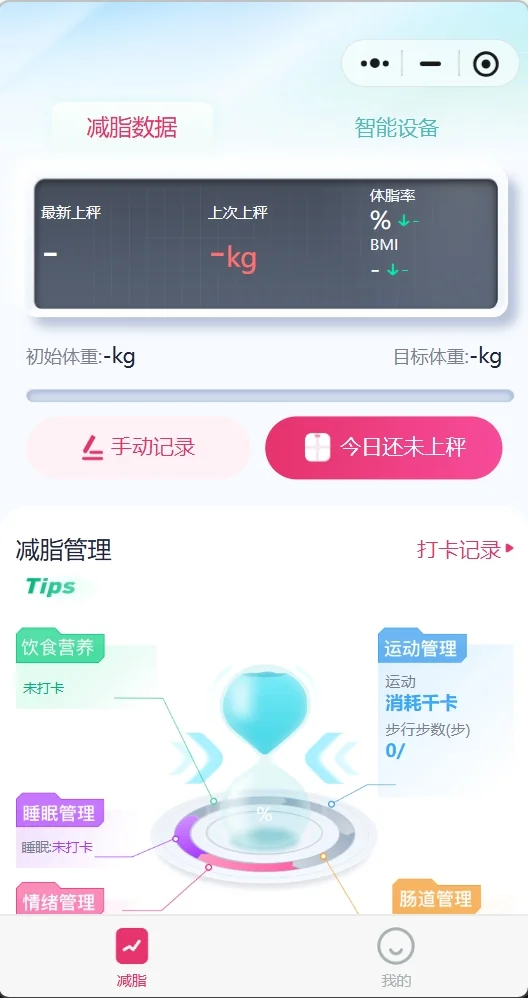 减脂数据
智能设备
最新上秤
上次上秤
体脂率
-
-kg
% ↓-
BMI
- ↓-
初始体重:-kg
目标体重:-kg
手动记录
今日还未上秤
减脂管理
打卡记录
Tips
饮食营养
未打卡
运动管理
运动
消耗千卡
步行步数(步)
0/
睡眠管理
睡眠:未打卡
%
情绪管理
肠道管理
减脂
我的